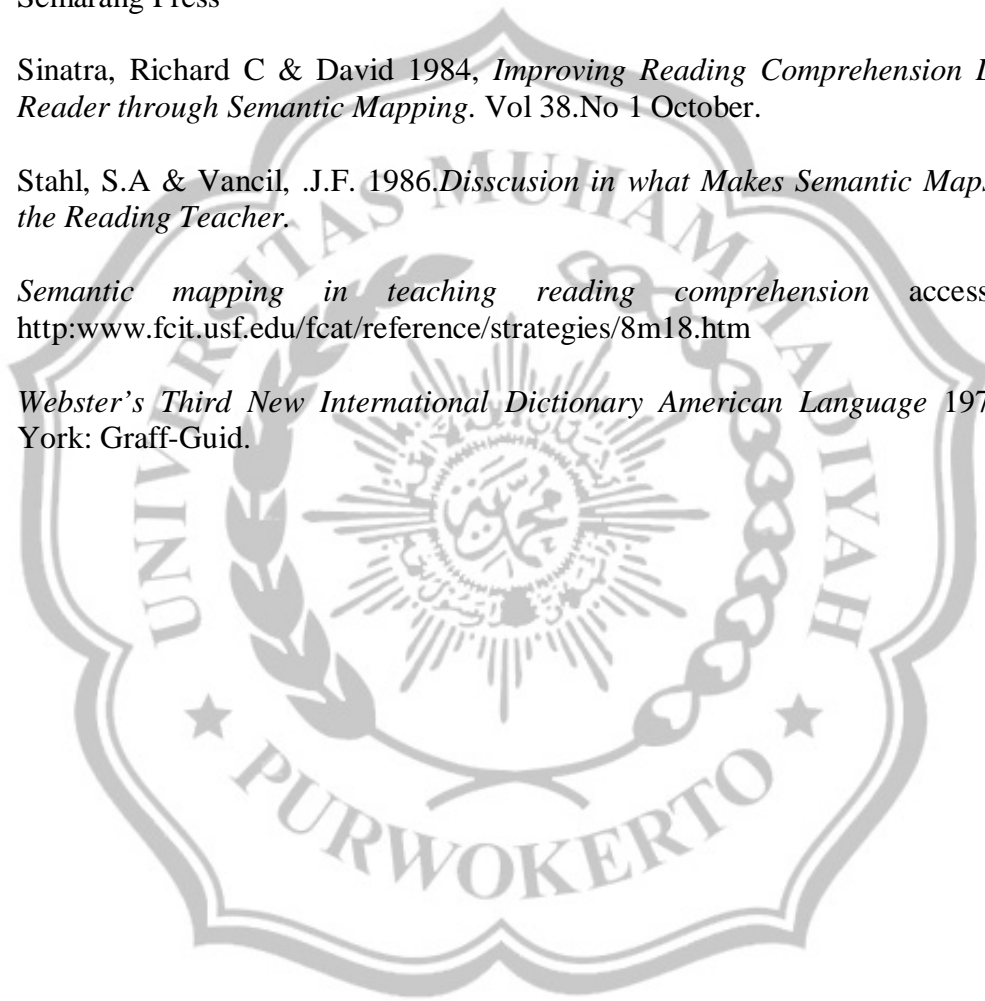 Semarang Press
Sinatra, Richard C & David 1984, Improving Reading Comprehension
Reader through Semantic Mapping. Vol 38.No 1 October.
Stahl, S.A & Vancil, .J.F. 1986.Disscusion in what Makes Semantic Maps
the Reading Teacher.
Semantic mapping in teaching reading comprehension access
http:www.fcit.usf.edu/fcat/reference/strategies/8m18.htm
Webster’s Third New International Dictionary American Language 197
York: Graff-Guid.
UNIVERSITAS MUHAMMADIYAH
PURWOKERTO